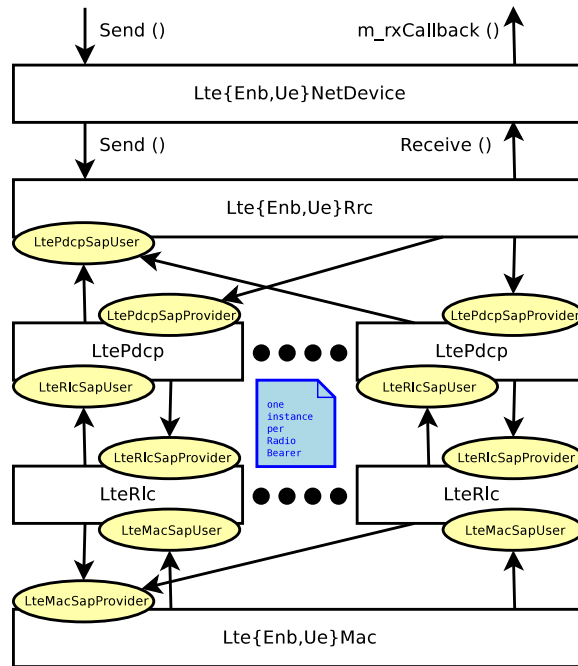 Send ()
m_rxCallback ()
Lte{Enb,Ue}NetDevice
Send ()
Receive ()
Lte{Enb,Ue}Rrc
LtePdcpSapUser
LtePdcpSapProvider
LtePdcpSapProvider
LtePdcp
LtePdcp
LteRlcSapUser
LteRlcSapUser
one
instance
per
Radio
Bearer
LteRlcSapProvider
LteRlcSapProvider
LteRlc
LteRlc
LteMacSapUser
LteMacSapUser
LteMacSapProvider
Lte{Enb,Ue}Mac